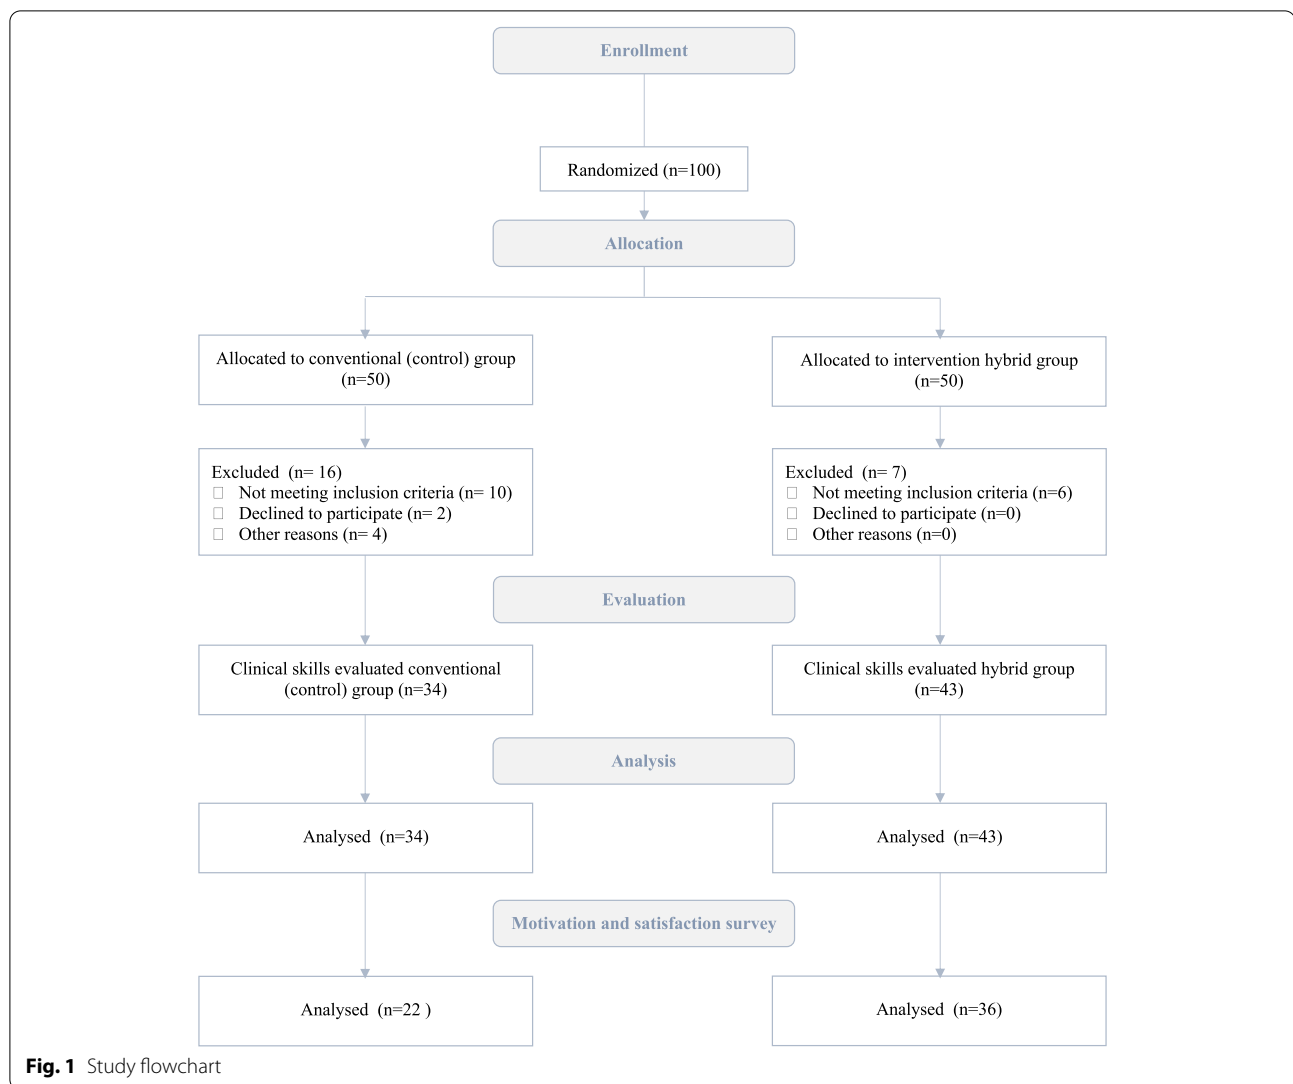 Enrollment
Randomized (n=100)
Allocation
Allocated to conventional (control) group
(n=50)
Allocated to intervention hybrid group
(n=50)
Excluded (n= 16)
Not meeting inclusion criteria (n= 10)
Declined to participate (n= 2)
Other reasons (n= 4)
Excluded (n= 7)
Not meeting inclusion criteria (n=6)
Declined to participate (n=0)
Other reasons (n=0)
Evaluation
Clinical skills evaluated conventional
(control) group (n=34)
Clinical skills evaluated hybrid group
(n=43)
Analysis
Analysed (n=34)
Analysed (n=43)
Motivation and satisfaction survey
Analysed (n=22 )
Analysed (n=36)
Fig. 1 Study flowchart